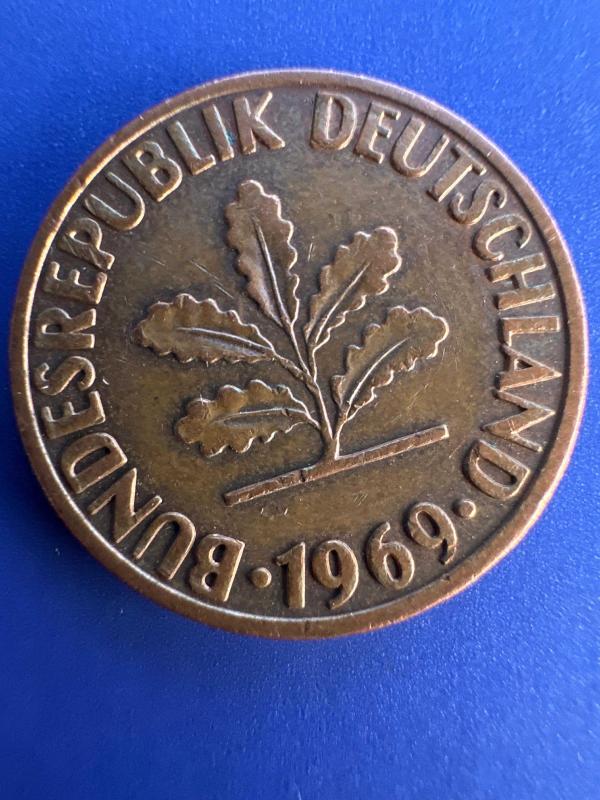 BUNDESREPUBLIK DEUTSCHLAND
·1969·